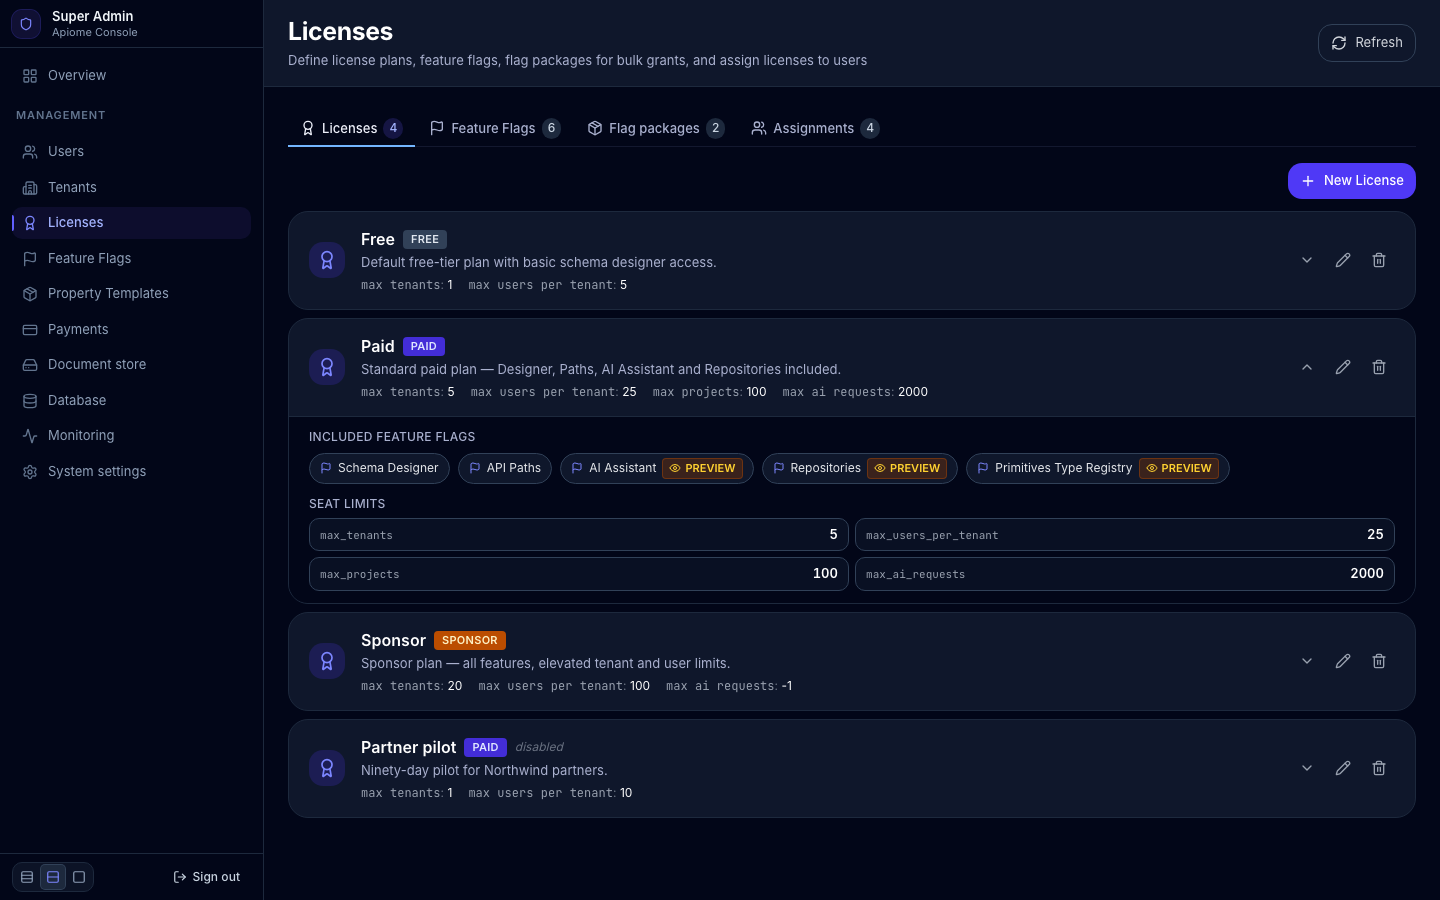 Super Admin
Apiome Console
Overview
MANAGEMENT
Users
Tenants
Licenses
Feature Flags
Property Templates
Payments
Document store
Database
Monitoring
System settings
Sign out
Licenses
Define license plans, feature flags, flag packages for bulk grants, and assign licenses to users
Refresh
Licenses 4 Feature Flags 6 Flag packages 2 Assignments 4
New License
Free FREE
Default free-tier plan with basic schema designer access.
max tenants: 1 max users per tenant: 5
Paid PAID
Standard paid plan — Designer, Paths, AI Assistant and Repositories included.
max tenants: 5 max users per tenant: 25 max projects: 100 max ai requests: 2000
INCLUDED FEATURE FLAGS
Schema Designer API Paths AI Assistant PREVIEW Repositories PREVIEW Primitives Type Registry PREVIEW
SEAT LIMITS
max_tenants 5 max_users_per_tenant 25
max_projects 100 max_ai_requests 2000
Sponsor SPONSOR
Sponsor plan — all features, elevated tenant and user limits.
max tenants: 20 max users per tenant: 100 max ai requests: -1
Partner pilot PAID disabled
Ninety-day pilot for Northwind partners.
max tenants: 1 max users per tenant: 10